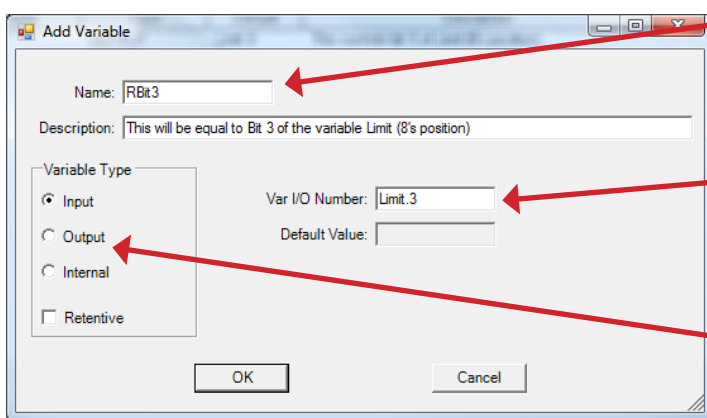 Add Variable
Name: RBit3
Description: This will be equal to Bit 3 of the variable Limit (8's position)
Variable Type
Input
Var I/O Number: Limit.3
Output
Default Value:
Internal
Retentive
OK Cancel